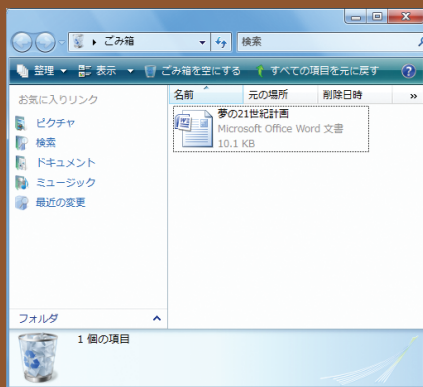 ごみ箱
検索
整理
表示
ごみ箱を空にする
すべての項目を元に戻す
お気に入りリンク
ピクチャ
検索
ドキュメント
ミュージック
最近の変更
フォルダ
名前 元の場所 削除日時 »
夢の21世紀計画
Microsoft Office Word 文書
10.1 KB
1 個の項目